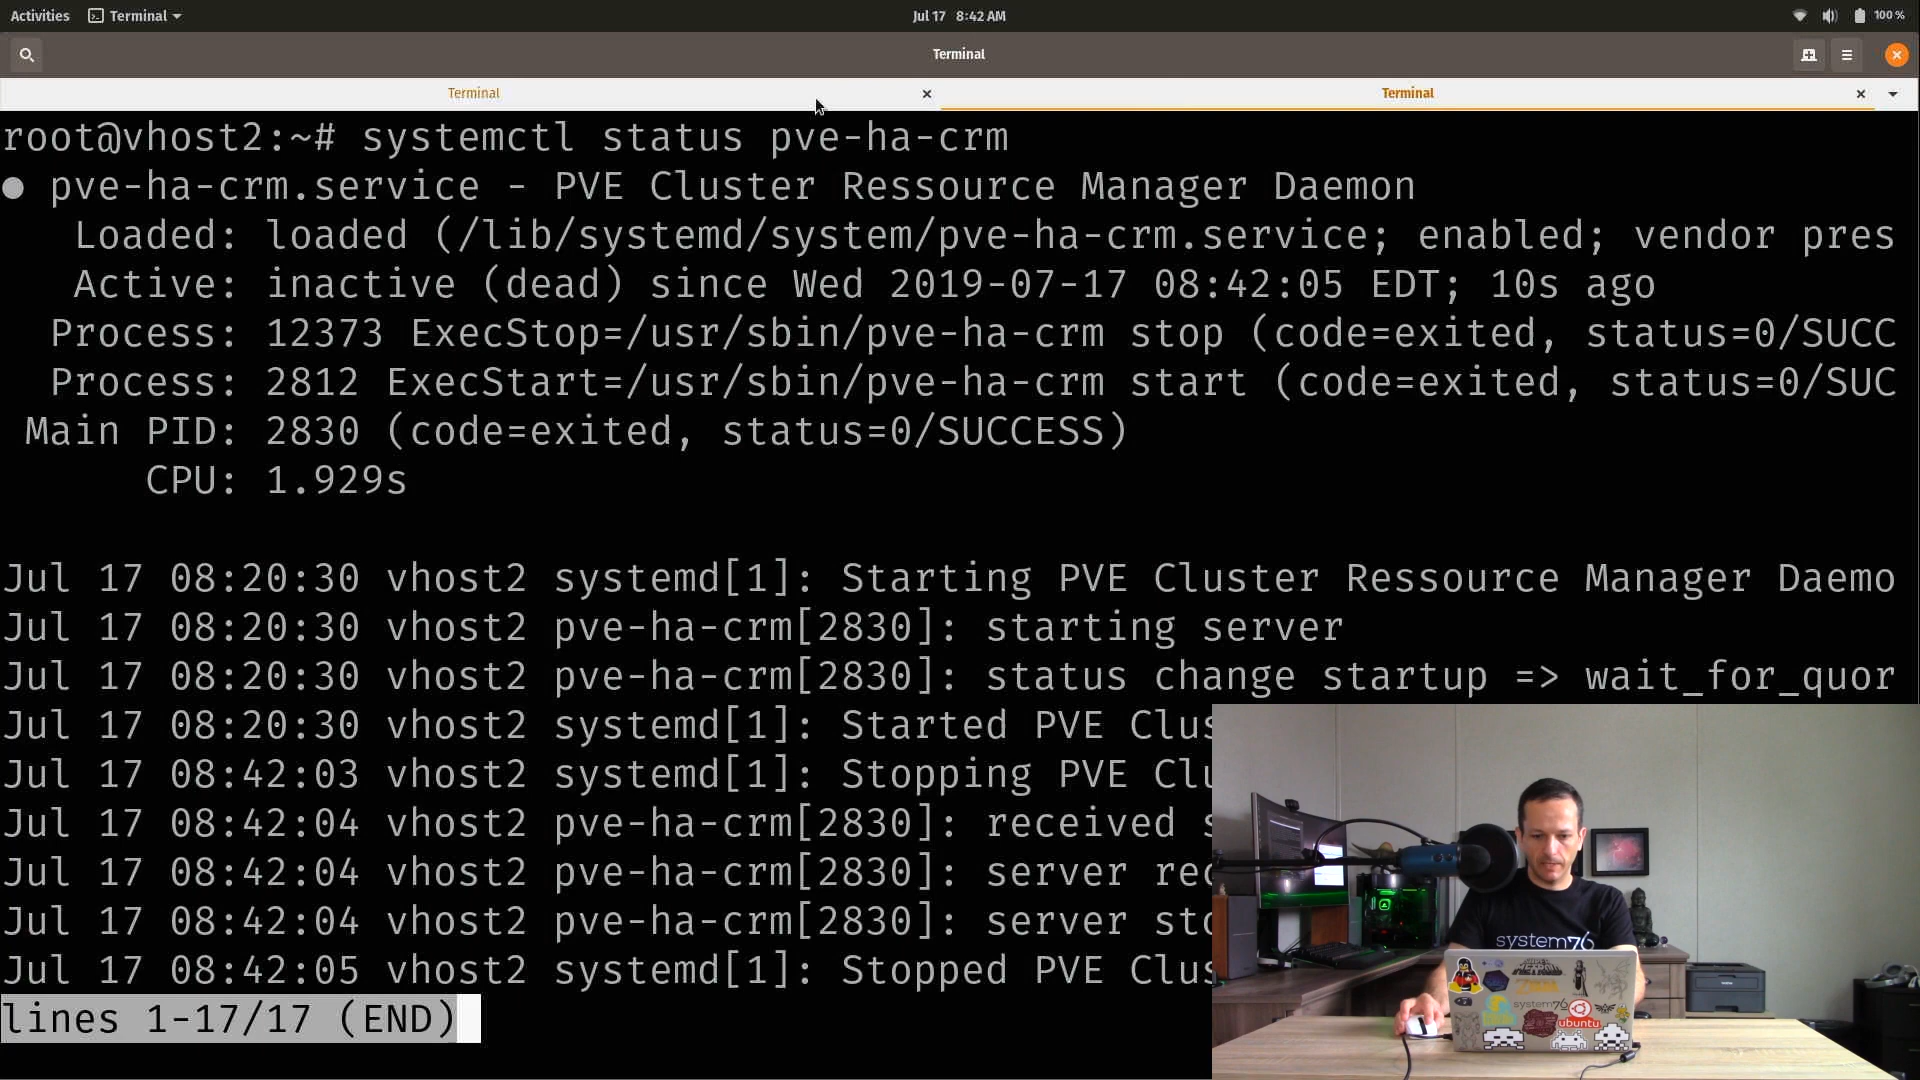 Activities Terminal Jul 17 8:42 AM 100 %
Terminal
Terminal Terminal
root@vhost2:~# systemctl status pve-ha-crm
● pve-ha-crm.service - PVE Cluster Ressource Manager Daemon
Loaded: loaded (/lib/systemd/system/pve-ha-crm.service; enabled; vendor pres
Active: inactive (dead) since Wed 2019-07-17 08:42:05 EDT; 10s ago
Process: 12373 ExecStop=/usr/sbin/pve-ha-crm stop (code=exited, status=0/SUCC
Process: 2812 ExecStart=/usr/sbin/pve-ha-crm start (code=exited, status=0/SUC
Main PID: 2830 (code=exited, status=0/SUCCESS)
CPU: 1.929s
Jul 17 08:20:30 vhost2 systemd[1]: Starting PVE Cluster Ressource Manager Daemo
Jul 17 08:20:30 vhost2 pve-ha-crm[2830]: starting server
Jul 17 08:20:30 vhost2 pve-ha-crm[2830]: status change startup => wait_for_quor
Jul 17 08:20:30 vhost2 systemd[1]: Started PVE Clus
Jul 17 08:42:03 vhost2 systemd[1]: Stopping PVE Clu
Jul 17 08:42:04 vhost2 pve-ha-crm[2830]: received s
Jul 17 08:42:04 vhost2 pve-ha-crm[2830]: server rec
Jul 17 08:42:04 vhost2 pve-ha-crm[2830]: server sto
Jul 17 08:42:05 vhost2 systemd[1]: Stopped PVE Clus
lines 1-17/17 (END)
system76
system76
ubuntu